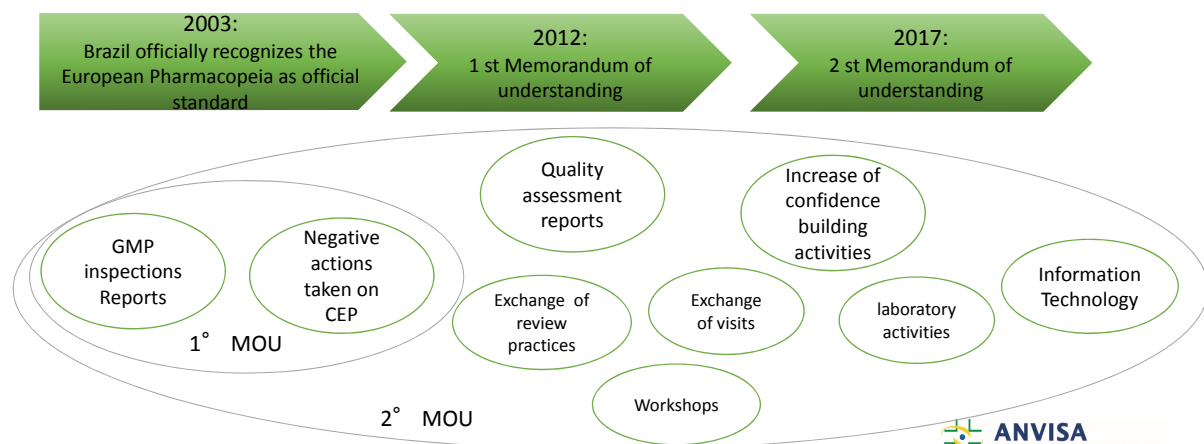 2003:
Brazil officially recognizes the
European Pharmacopeia as official
standard
2012:
1 st Memorandum of
understanding
2017:
2 st Memorandum of
understanding
Quality
assessment
reports
Increase of
confidence
building
activities
GMP
inspections
Reports
Negative
actions
taken on
CEP
Information
Technology
Exchange of
review
practices
Exchange
of visits
laboratory
activities
1° MOU
Workshops
2° MOU
ANVISA